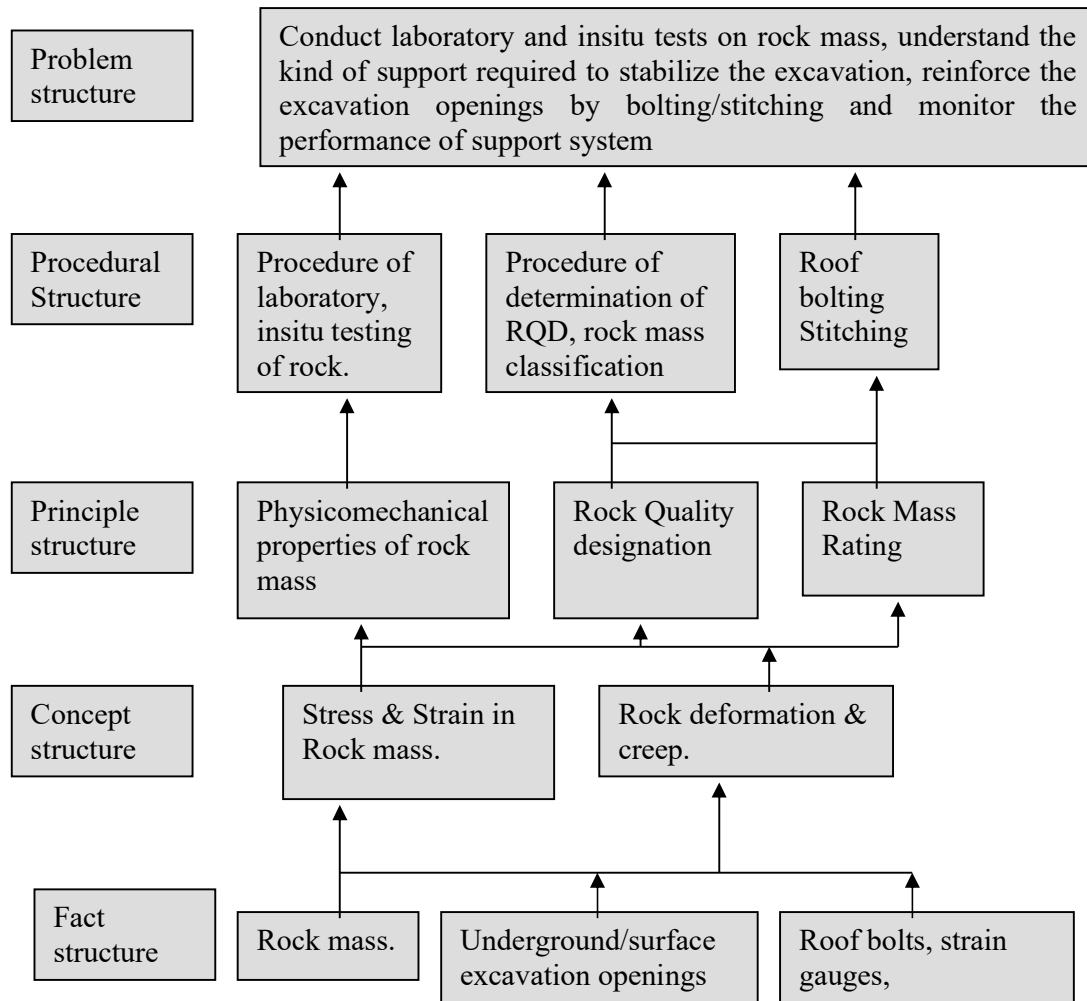 Problem
structure
Conduct laboratory and insitu tests on rock mass, understand the
kind of support required to stabilize the excavation, reinforce the
excavation openings by bolting/stitching and monitor the
performance of support system
Procedural
Structure
Procedure of
laboratory,
insitu testing
of rock.
Procedure of
determination of
RQD, rock mass
classification
Roof
bolting
Stitching
Principle
structure
Physicomechanical
properties of rock
mass
Rock Quality
designation
Rock Mass
Rating
Concept
structure
Stress & Strain in
Rock mass.
Rock deformation &
creep.
Fact
structure
Rock mass.
Underground/surface
excavation openings
Roof bolts, strain
gauges,